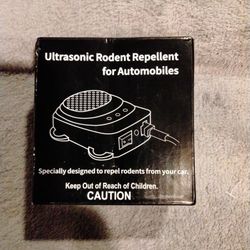 Ultrasonic Rodent Repellent
for Automobiles
Specially designed to repel rodents from your car.
Keep Out of Reach of Children.
CAUTION